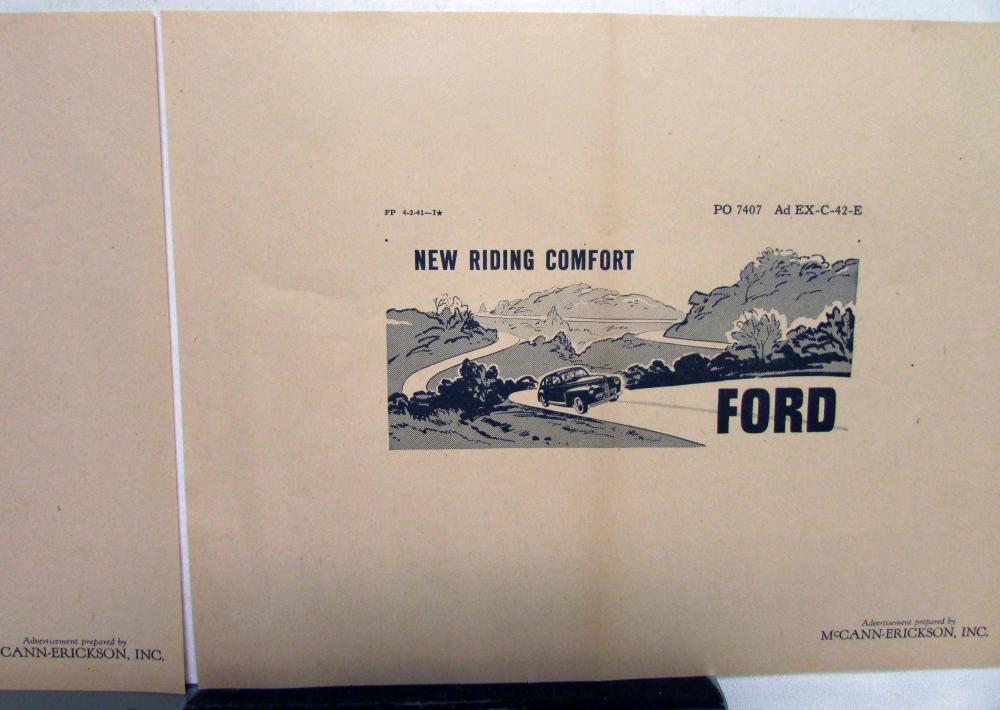 FP 4-2-41—I★
PO 7407 Ad EX-C-42-E
NEW RIDING COMFORT
FORD
Advertisement prepared by
CANN-ERICKSON, INC.
Advertisement prepared by
McCANN-ERICKSON, INC.